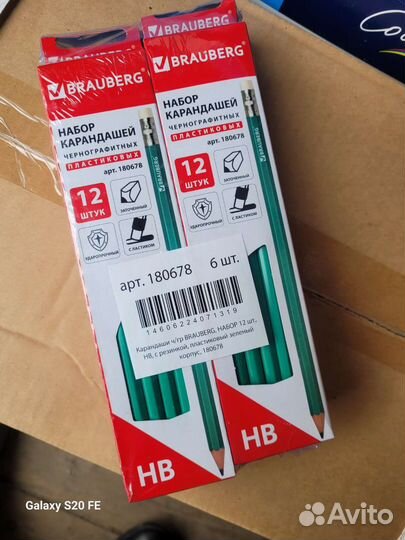 BRAUBERG
НАБОР
КАРАНДАШЕЙ
ЧЕРНОГРАФИТНЫХ
ПЛАСТИКОВЫХ
арт. 180678
12
ШТУК
ЗАТОЧЕННЫЙ
УДАРОПРОЧНЫЙ
С ЛАСТИКОМ
HB
BRAUBERG
НАБОР
КАРАНДАШЕЙ
ЧЕРНОГРАФИТНЫХ
ПЛАСТИКОВЫХ
арт. 180678
12
ШТУК
ЗАТОЧЕННЫЙ
УДАРОПРОЧНЫЙ
С ЛАСТИКОМ
HB
арт. 180678 6 шт.
14606224071319
Карандаши ч/гр BRAUBERG, НАБОР 12 шт.,
HB, с резинкой, пластиковый зеленый
корпус, 180678
Galaxy S20 FE
Avito